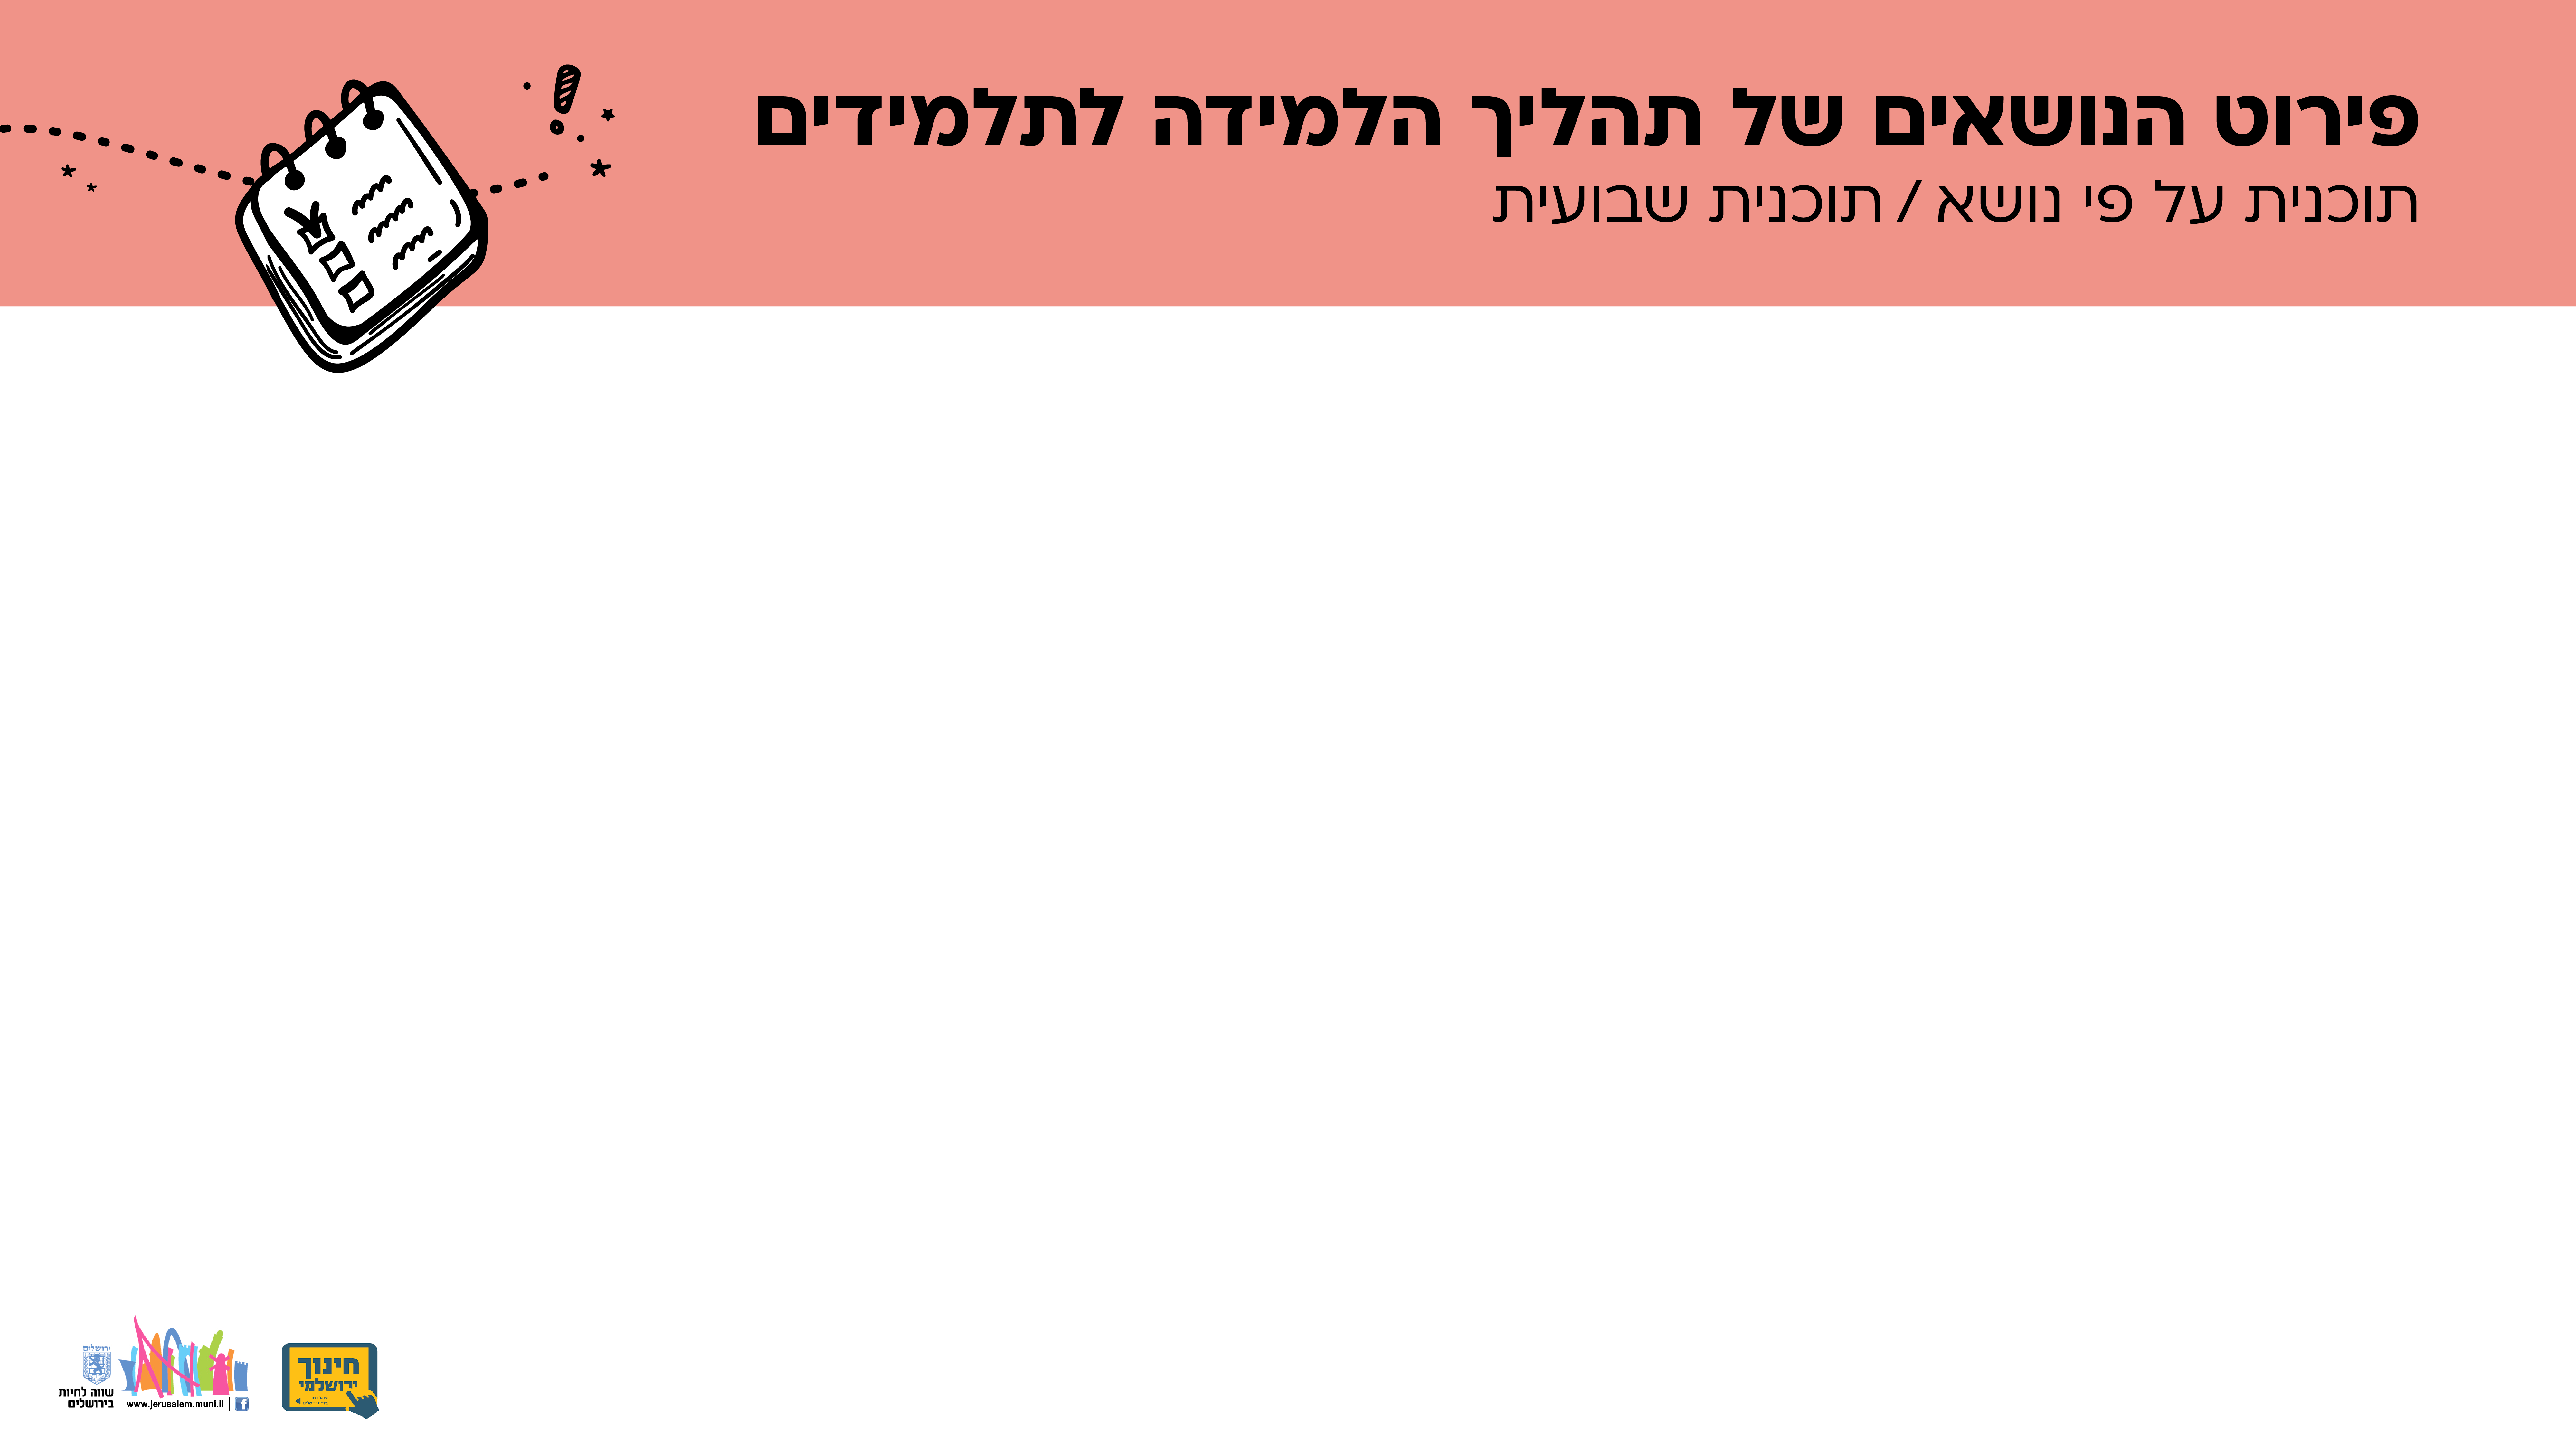 פירוט הנושאים של תהליך הלמידה לתלמידים
תוכנית על פי נושא / תוכנית שבועית
חינוך
ירושלמי
ירושלים
שווה לחיות
בירושלים
www.jerusalem.muni.il
f